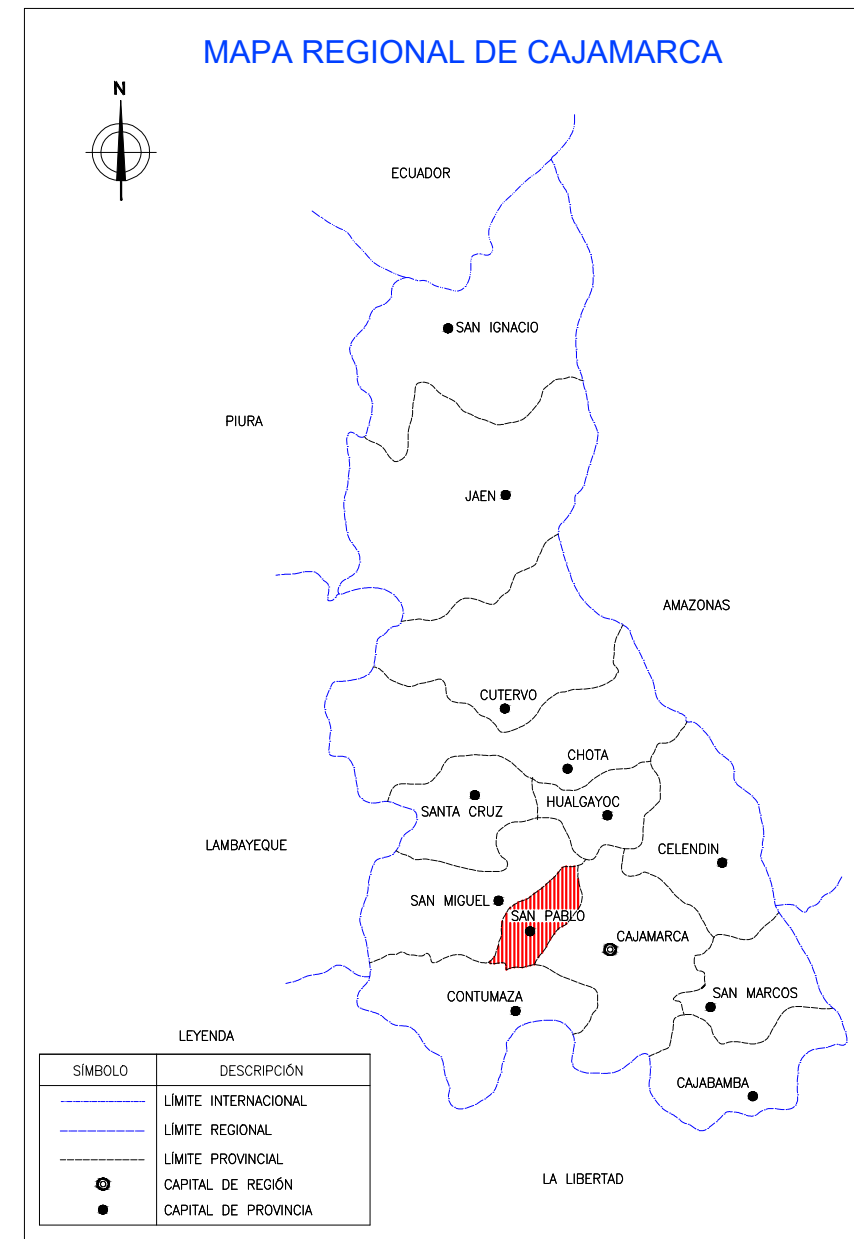 MAPA REGIONAL DE CAJAMARCA
N
ECUADOR
SAN IGNACIO
PIURA
JAEN
AMAZONAS
CUTERVO
CHOTA
HUALGAYOC
SANTA CRUZ
LAMBAYEQUE
CELENDIN
SAN MIGUEL
SAN PABLO
CAJAMARCA
SAN MARCOS
CONTUMAZA
LEYENDA
SÍMBOLO DESCRIPCIÓN
LÍMITE INTERNACIONAL
LÍMITE REGIONAL
LÍMITE PROVINCIAL
CAPITAL DE REGIÓN
CAPITAL DE PROVINCIA
CAJABAMBA
LA LIBERTAD